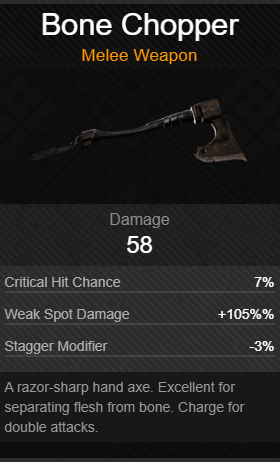 Bone Chopper
Melee Weapon
Damage
58
Critical Hit Chance 7%
Weak Spot Damage +105%%
Stagger Modifier -3%
A razor-sharp hand axe. Excellent for
separating flesh from bone. Charge for
double attacks.